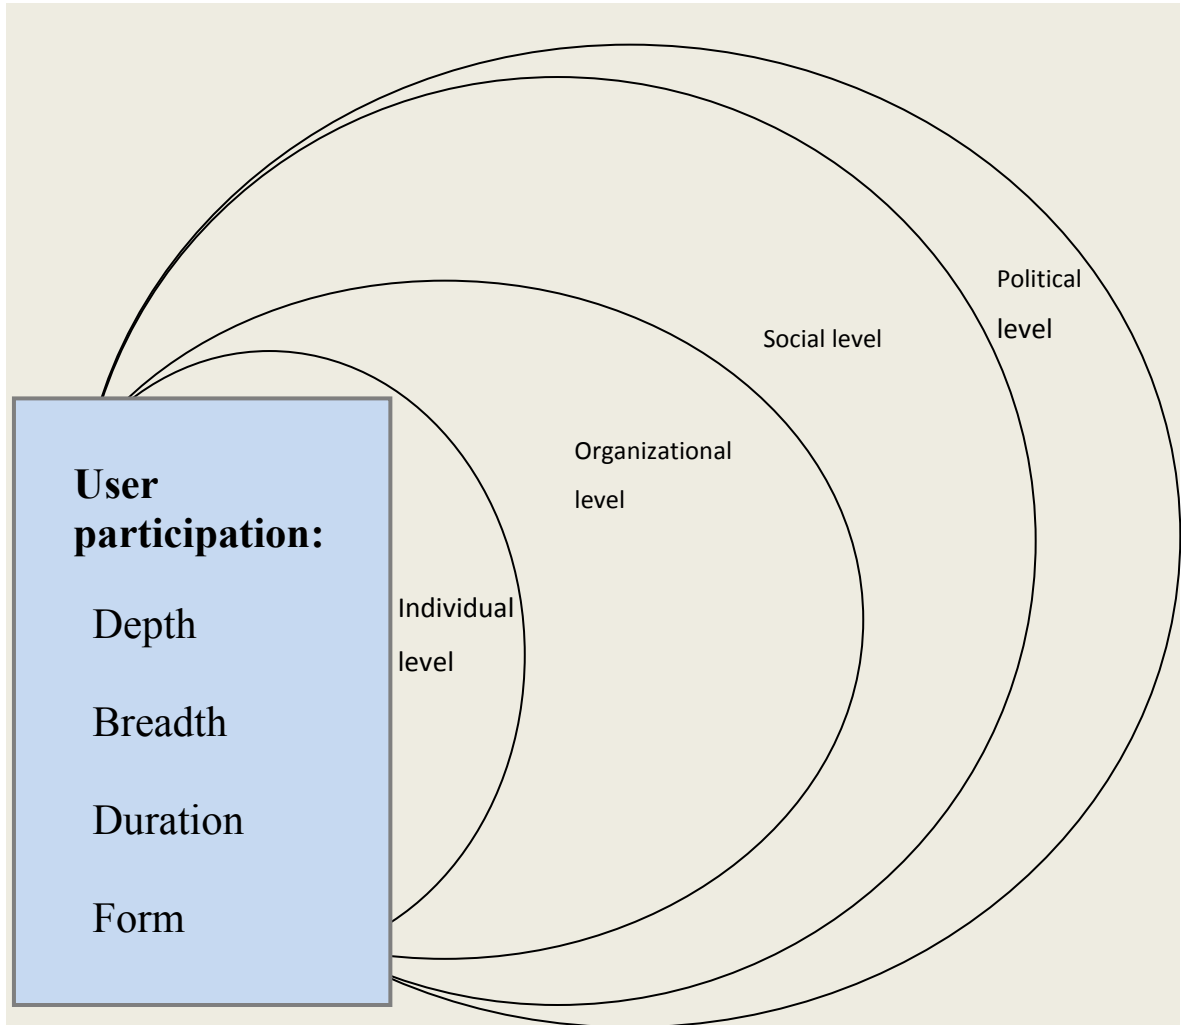 User
participation:
Depth
Breadth
Duration
Form
Individual
level
Organizational
level
Social level
Political
level